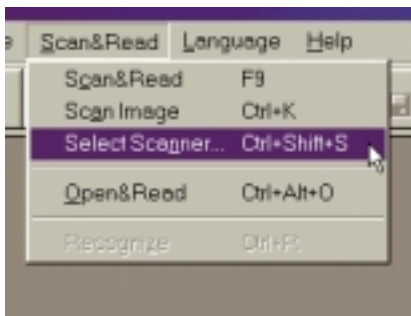 e Scan&Read Language Help
Scan&Read F9
Scan Image Ctrl+K
Select Scanner... Ctrl+Shift+S
Open&Read Ctrl+Alt+O
Recognize Ctrl+R